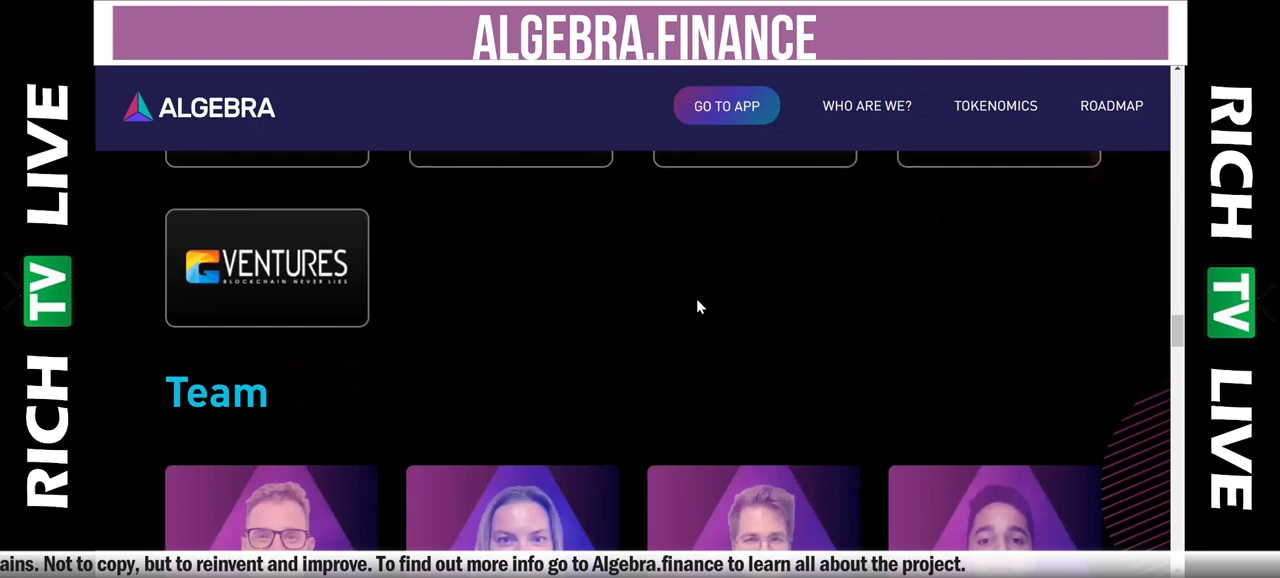 ALGEBRA.FINANCE
RICH TV LIVE
ALGEBRA
GO TO APP
WHO ARE WE?
TOKENOMICS
ROADMAP
G VENTURES
BLOCKCHAIN NEVER LIES
Team
ains. Not to copy, but to reinvent and improve. To find out more info go to Algebra.finance to learn all about the project.
RICH TV LIVE